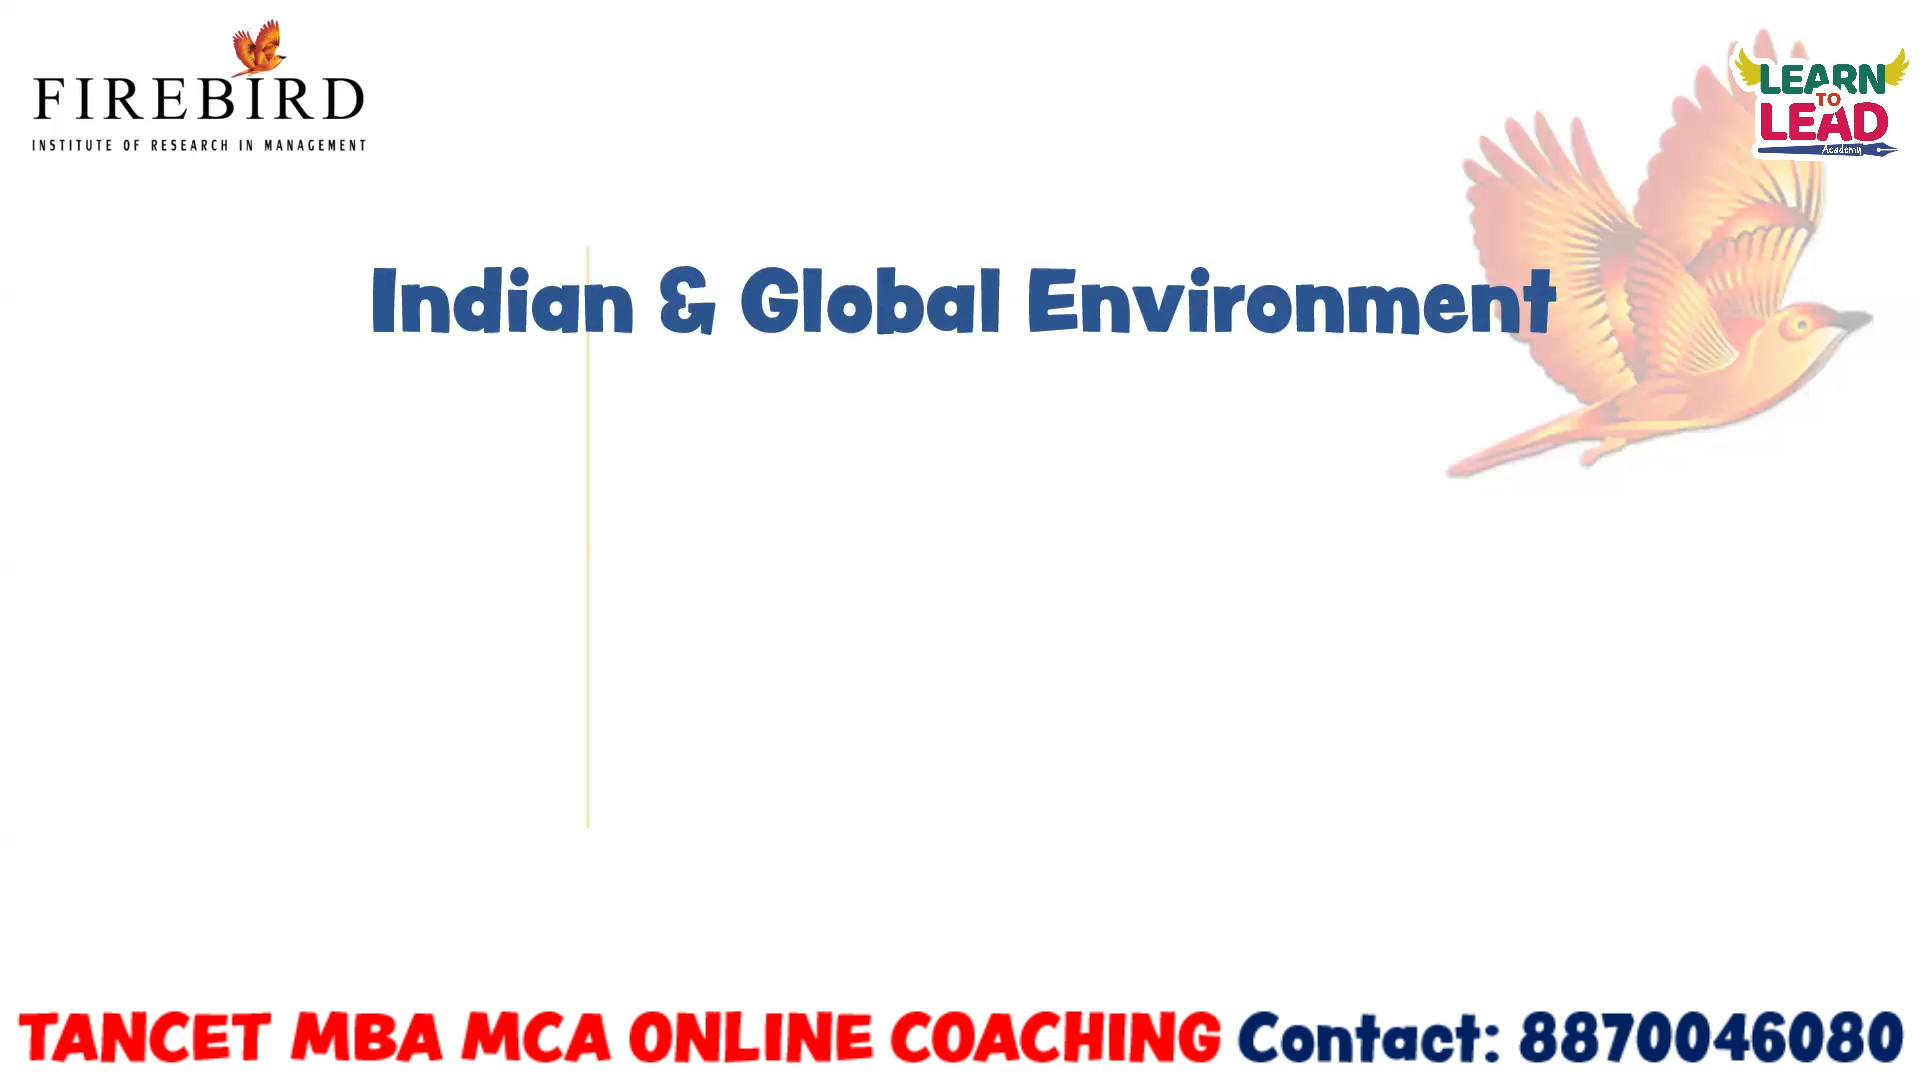 FIREBIRD
INSTITUTE OF RESEARCH IN MANAGEMENT
LEARN
TO
LEAD
Academy
Indian & Global Environment
TANCET MBA MCA ONLINE COACHING Contact: 8870046080